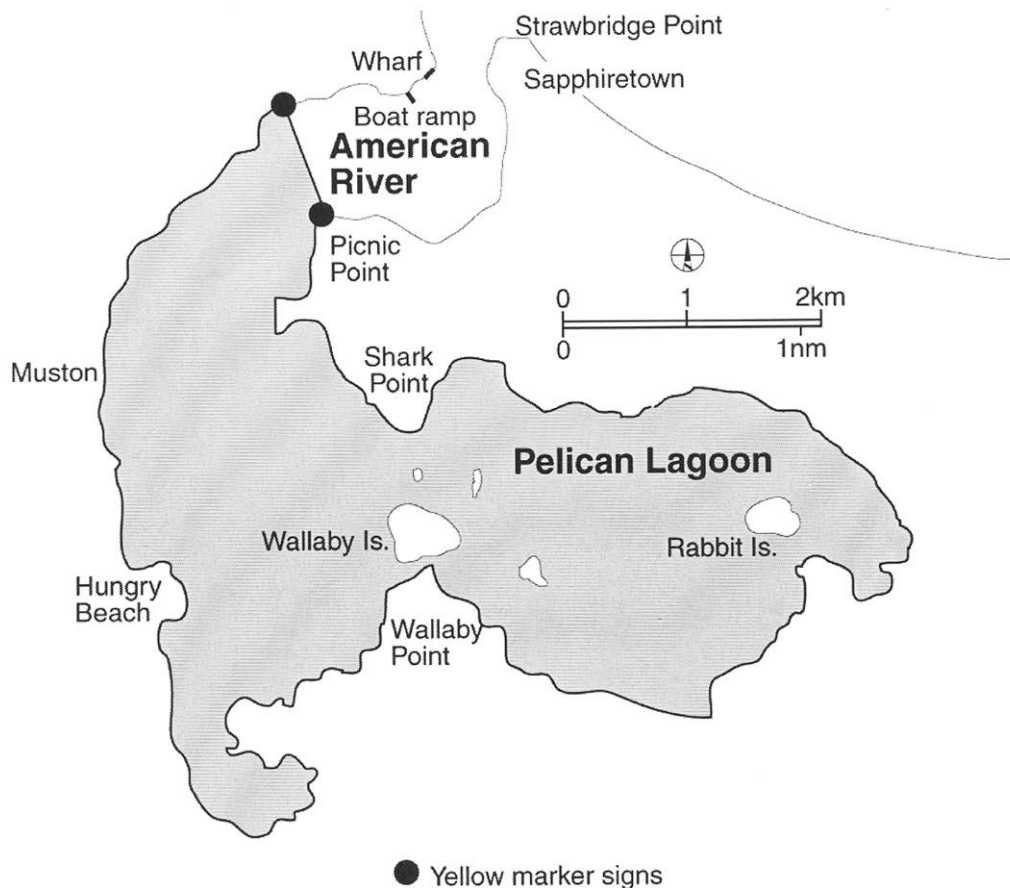 Strawbridge Point
Wharf
Sapphiretown
Boat ramp
American
River
Picnic
Point
N
0 1 2km
0 1nm
Shark
Point
Muston
Pelican Lagoon
Wallaby Is.
Rabbit Is.
Hungry
Beach
Wallaby
Point
Yellow marker signs